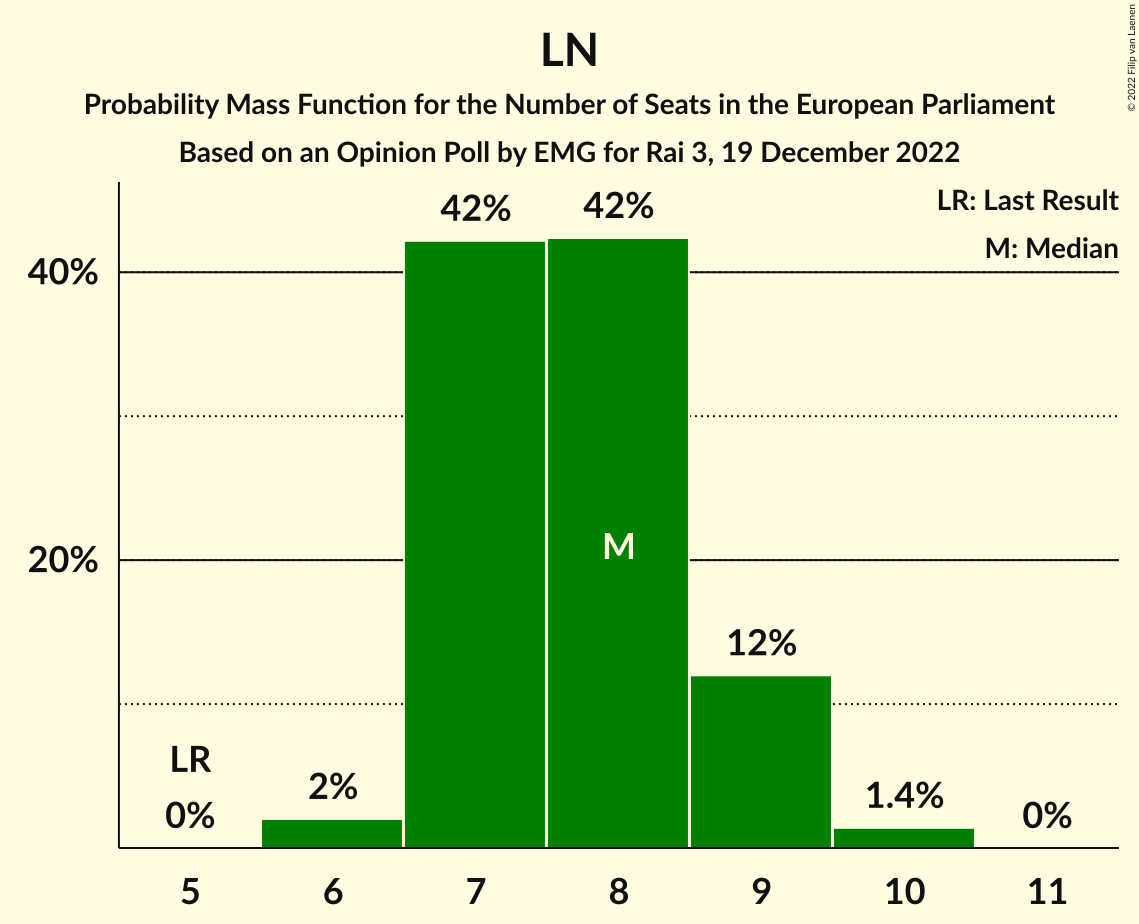 LN
Probability Mass Function for the Number of Seats in the European Parliament
Based on an Opinion Poll by EMG for Rai 3, 19 December 2022
© 2022 Filip van Laenen
LR: Last Result
M: Median
40%
20%
42%
42%
M
12%
LR
0%
2%
1.4%
0%
5 6 7 8 9 10 11